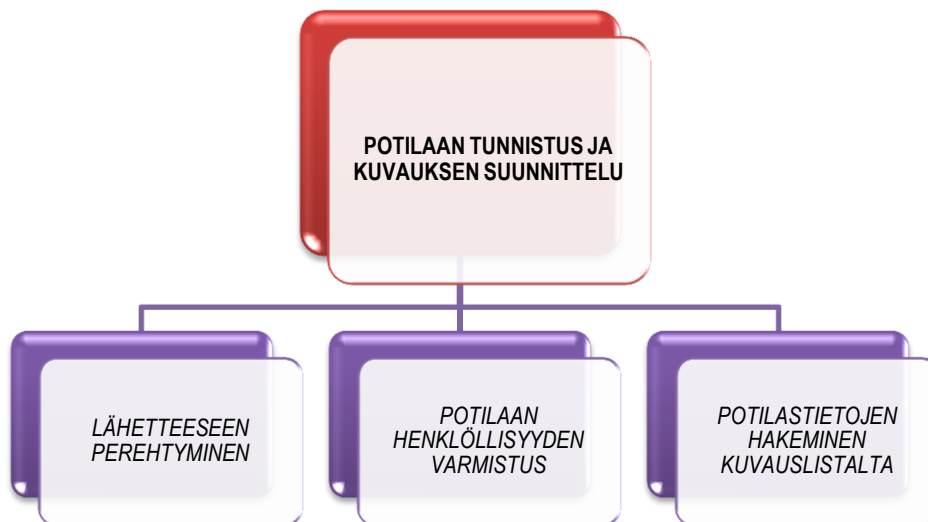 POTILAAN TUNNISTUS JA
KUVAUKSEN SUUNNITTELU
LÄHETTEESEEN
PEREHTYMINEN
POTILAAN
HENKLÖLLISYYDEN
VARMISTUS
POTILASTIETOJEN
HAKEMINEN
KUVAUSLISTALTA